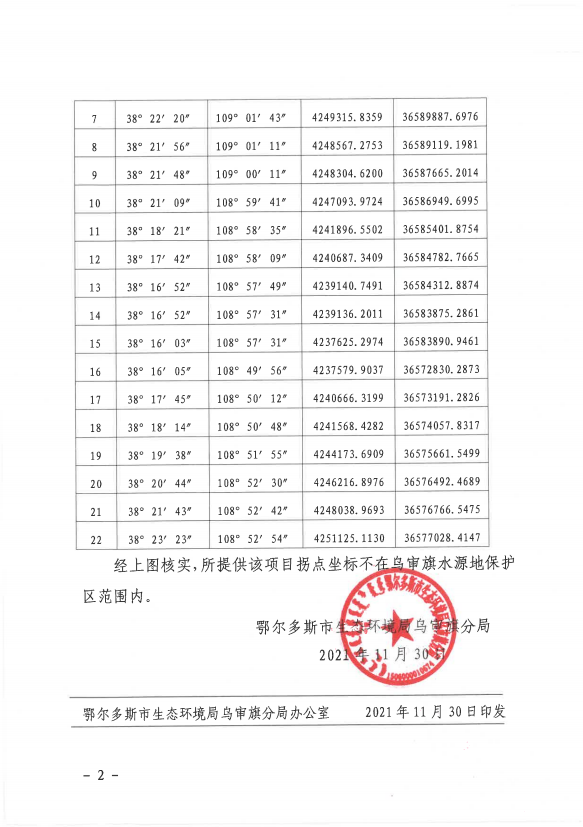 7 38° 22′ 20″ 109° 01′ 43″ 4249315.8359 36589887.6976
8 38° 21′ 56″ 109° 01′ 11″ 4248567.2753 36589119.1981
9 38° 21′ 48″ 109° 00′ 11″ 4248304.6200 36587665.2014
10 38° 21′ 09″ 108° 59′ 41″ 4247093.9724 36586949.6995
11 38° 18′ 21″ 108° 58′ 35″ 4241896.5502 36585401.8754
12 38° 17′ 42″ 108° 58′ 09″ 4240687.3409 36584782.7665
13 38° 16′ 52″ 108° 57′ 49″ 4239140.7491 36584312.8874
14 38° 16′ 52″ 108° 57′ 31″ 4239136.2011 36583875.2861
15 38° 16′ 03″ 108° 57′ 31″ 4237625.2974 36583890.9461
16 38° 16′ 05″ 108° 49′ 56″ 4237579.9037 36572830.2873
17 38° 17′ 45″ 108° 50′ 12″ 4240666.3199 36573191.2826
18 38° 18′ 14″ 108° 50′ 48″ 4241568.4282 36574057.8317
19 38° 19′ 38″ 108° 51′ 55″ 4244173.6909 36575661.5499
20 38° 20′ 44″ 108° 52′ 30″ 4246216.8976 36576492.4689
21 38° 21′ 43″ 108° 52′ 42″ 4248038.9693 36576766.5475
22 38° 23′ 23″ 108° 52′ 54″ 4251125.1130 36577028.4147
经上图核实,所提供该项目拐点坐标不在乌审旗水源地保护
区范围内。
鄂尔多斯市生态环境局乌审旗分局
2021年11月30日
鄂尔多斯市生态环境局乌审旗分局办公室 2021年11月30日印发
- 2 -